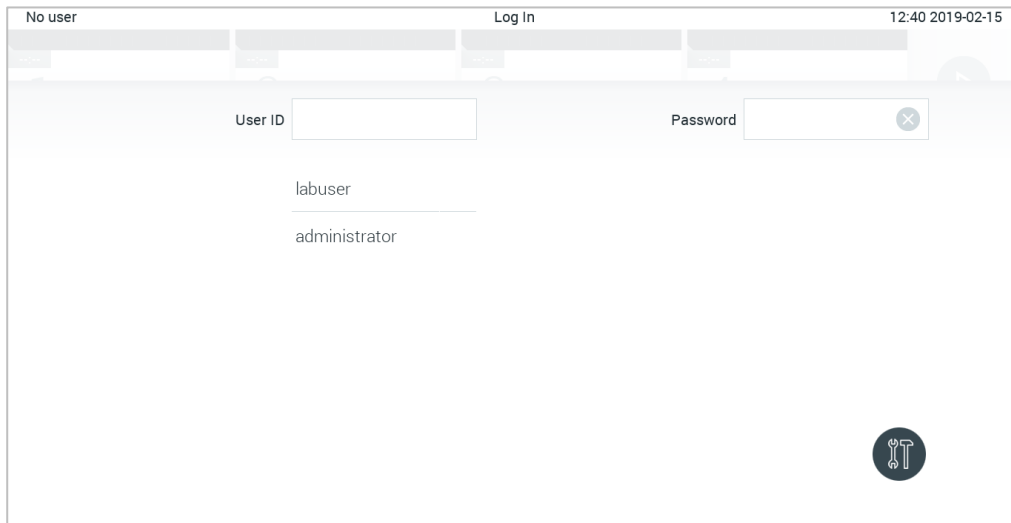 No user Log In 12:40 2019-02-15
--:-- --:-- --:-- --:--
User ID Password
labuser
administrator